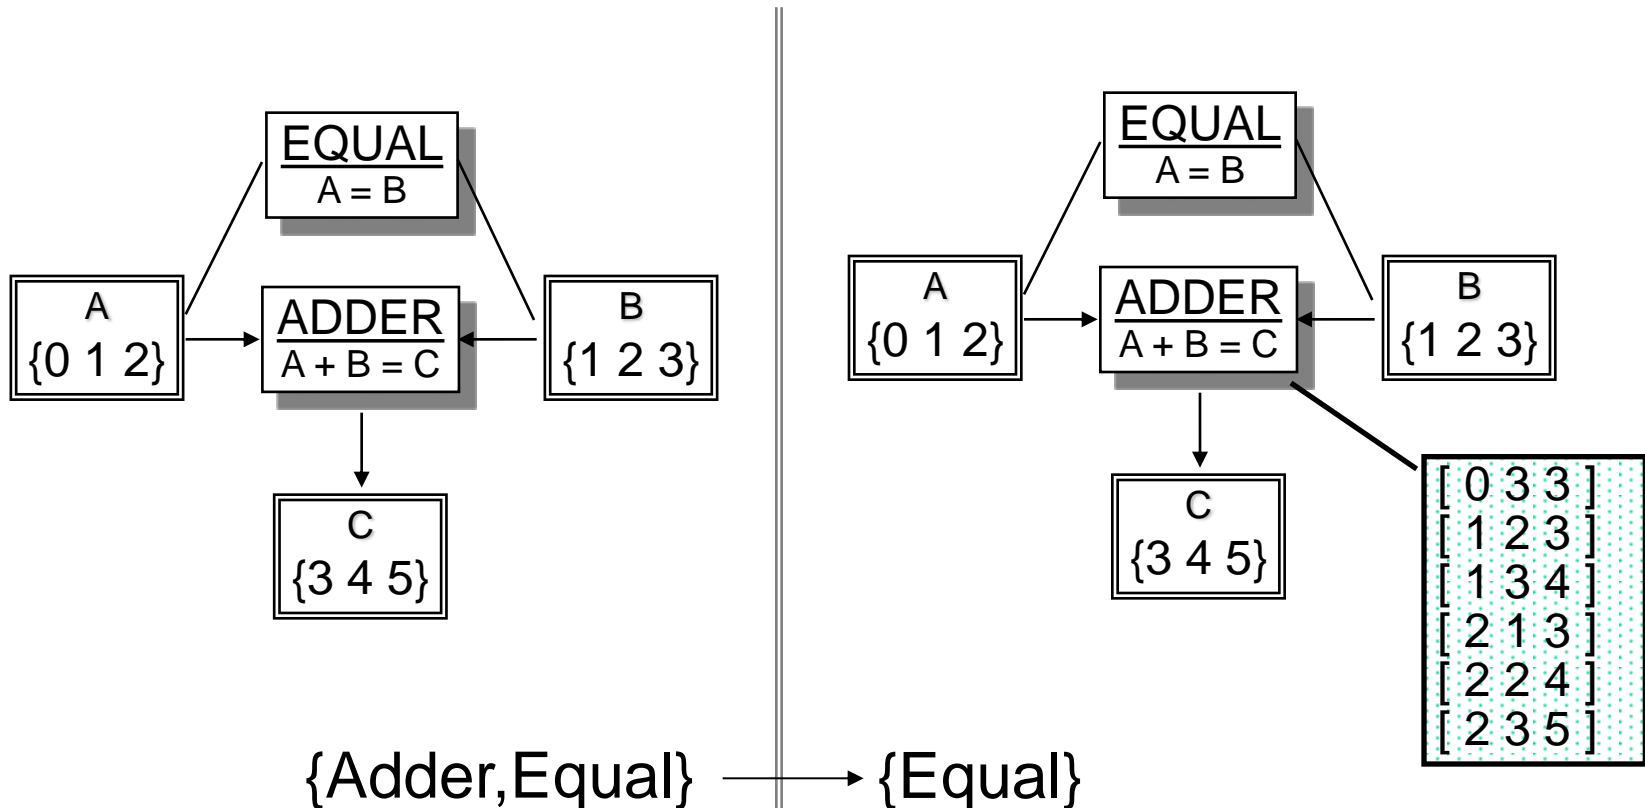 EQUAL
A = B
A
{0 1 2}
ADDER
A + B = C
B
{1 2 3}
C
{3 4 5}
EQUAL
A = B
A
{0 1 2}
ADDER
A + B = C
B
{1 2 3}
C
{3 4 5}
[ 0 3 3 ]
[ 1 2 3 ]
[ 1 3 4 ]
[ 2 1 3 ]
[ 2 2 4 ]
[ 2 3 5 ]
{Adder,Equal}
{Equal}